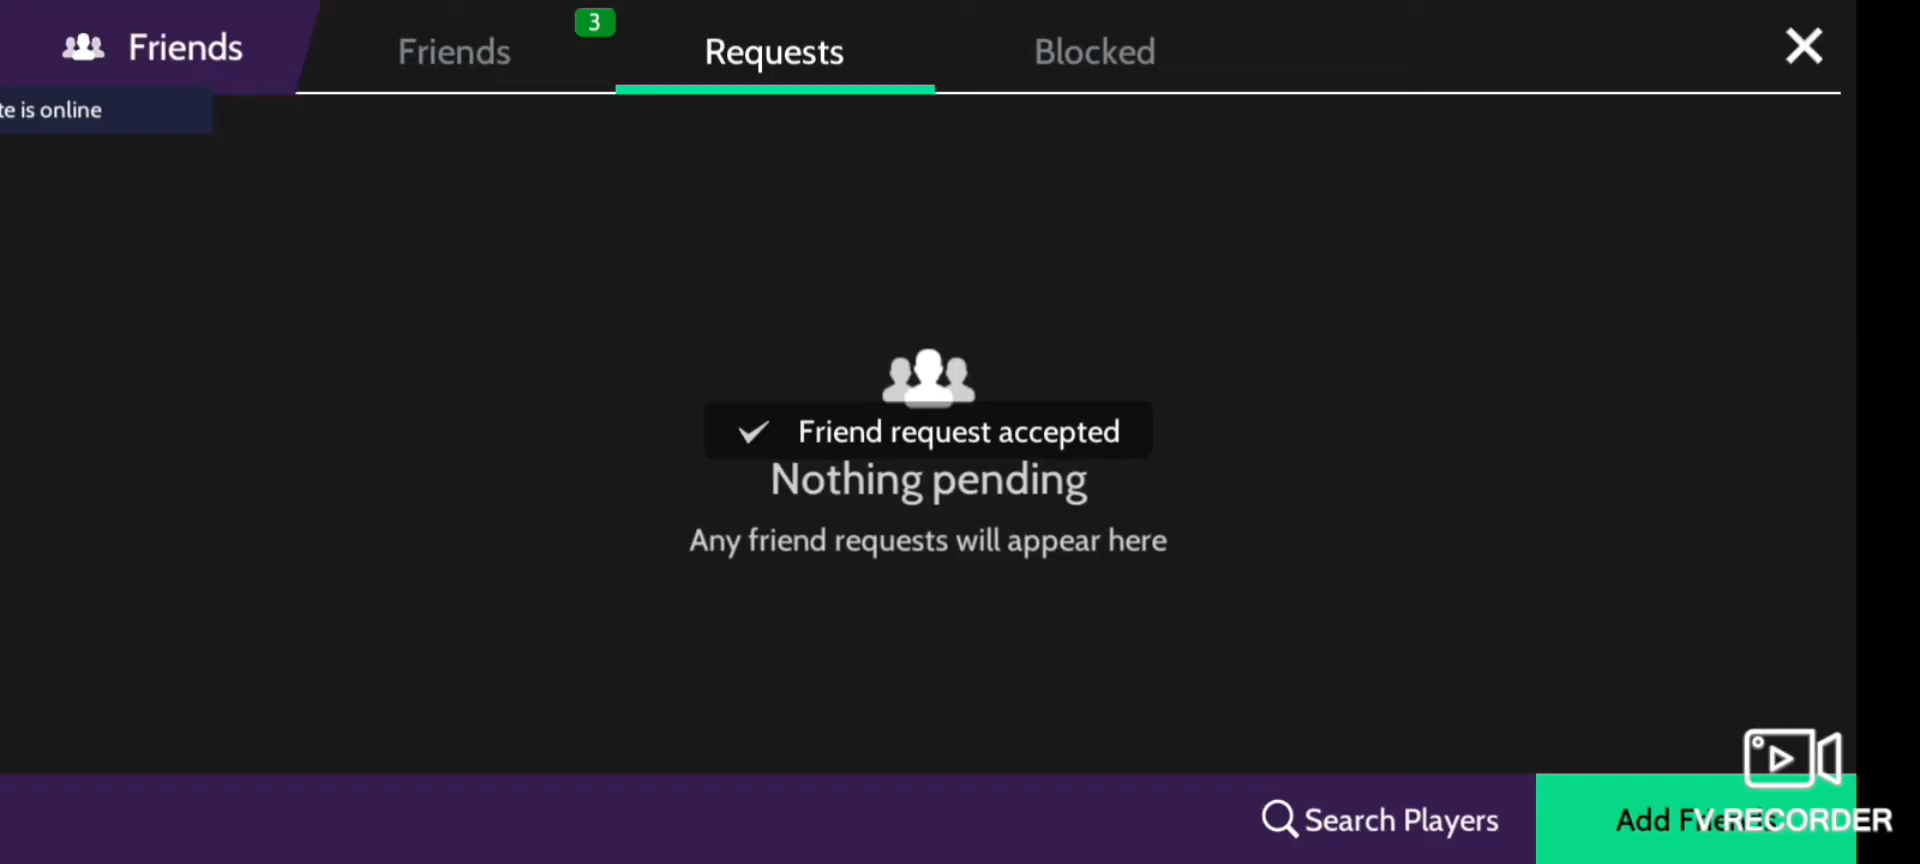 Friends
Friends
3
Requests
Blocked
te is online
Friend request accepted
Nothing pending
Any friend requests will appear here
Search Players
Add
V RECORDER